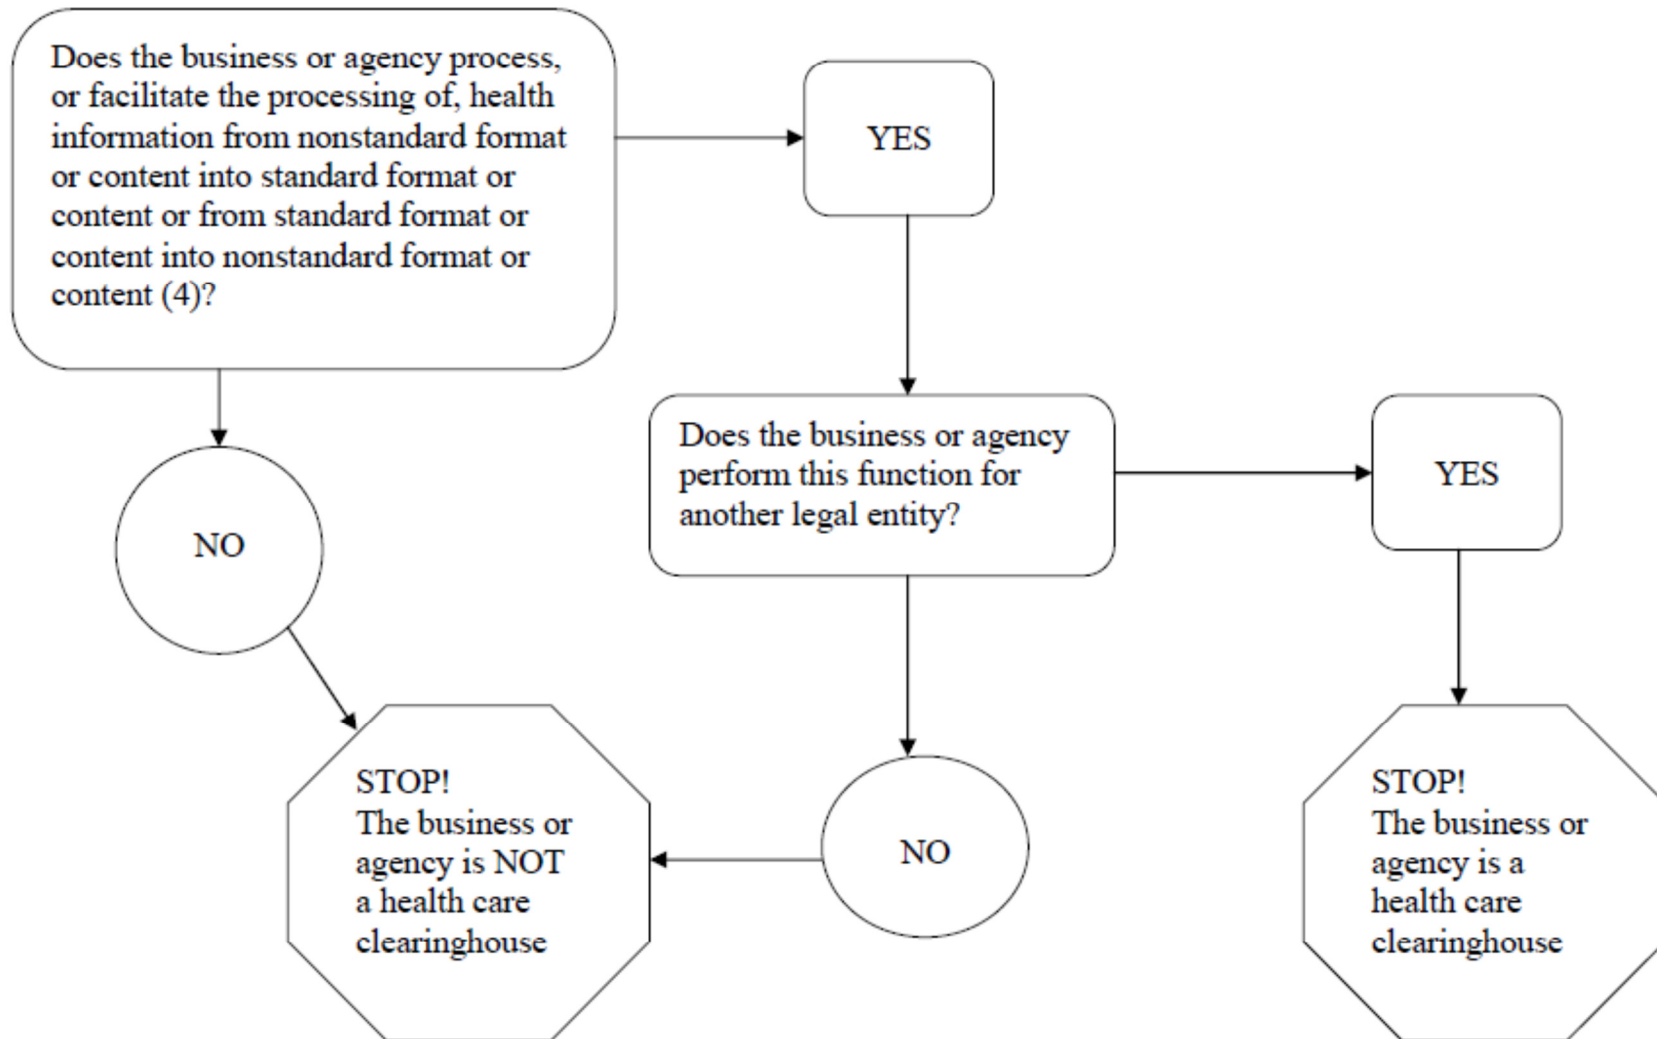 Does the business or agency process,
or facilitate the processing of, health
information from nonstandard format
or content into standard format or
content or from standard format or
content into nonstandard format or
content (4)?
YES
Does the business or agency
perform this function for
another legal entity?
YES
NO
NO
STOP!
The business or
agency is NOT
a health care
clearinghouse
STOP!
The business or
agency is a
health care
clearinghouse